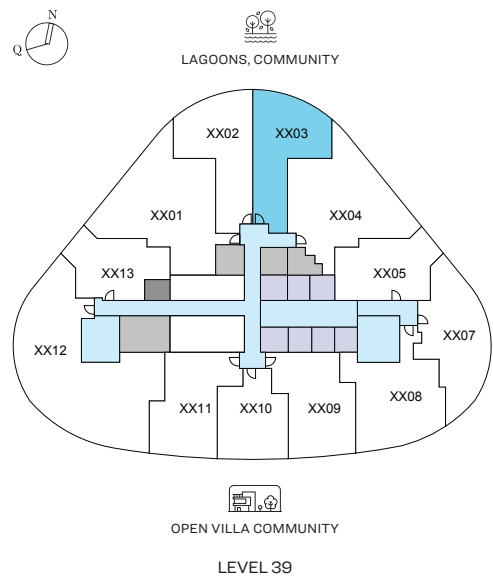 N
Q
LAGOONS, COMMUNITY
XX02
XX03
XX01
XX04
XX13
XX05
XX12
XX07
XX11
XX10
XX09
XX08
OPEN VILLA COMMUNITY
LEVEL 39